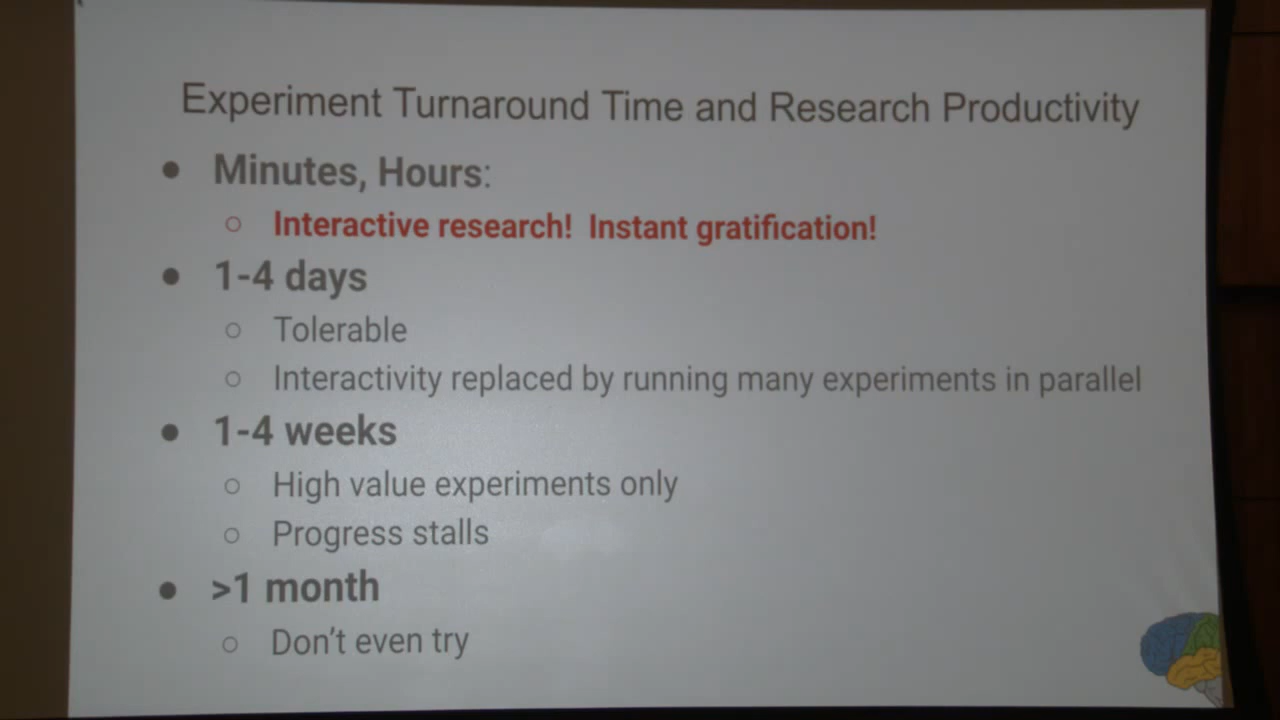 Experiment Turnaround Time and Research Productivity
● Minutes, Hours:
○ Interactive research! Instant gratification!
● 1-4 days
○ Tolerable
○ Interactivity replaced by running many experiments in parallel
● 1-4 weeks
○ High value experiments only
○ Progress stalls
● >1 month
○ Don't even try